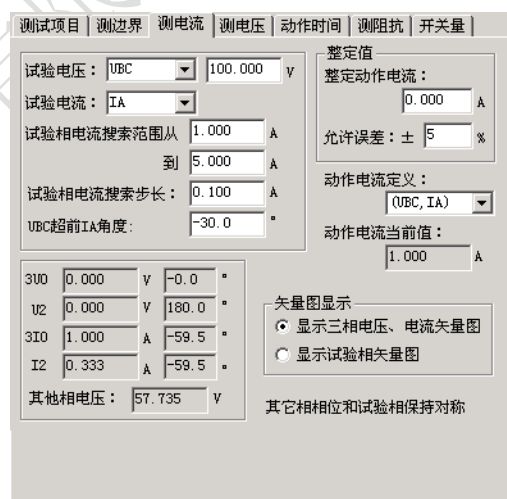 测试项目 测边界 测电流 测电压 动作时间 测阻抗 开关量
试验电压： UBC 100.000 V
试验电流： IA
试验相电流搜索范围从 1.000 A
到 5.000 A
试验相电流搜索步长： 0.100 A
UBC超前IA角度: -30.0 °
整定值
整定动作电流：
0.000 A
允许误差：± 5 %
动作电流定义：
(UBC,IA)
动作电流当前值：
1.000 A
3U0 0.000 V -0.0 °
U2 0.000 V 180.0 °
3I0 1.000 A -59.5 °
I2 0.333 A -59.5 °
其他相电压： 57.735 V
矢量图显示
显示三相电压、电流矢量图
显示试验相矢量图
其它相相位和试验相保持对称